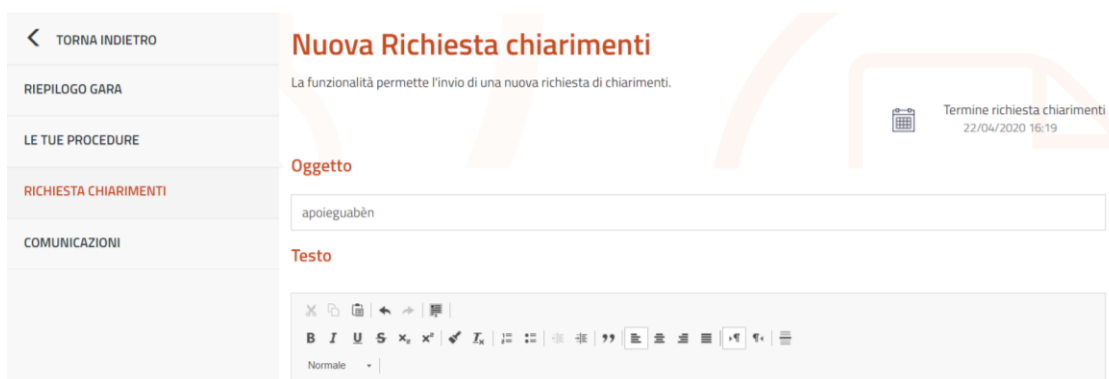 TORNA INDIETRO
RIEPILOGO GARA
LE TUE PROCEDURE
RICHIESTA CHIARIMENTI
COMUNICAZIONI
Nuova Richiesta chiarimenti
La funzionalità permette l'invio di una nuova richiesta di chiarimenti.
Termine richiesta chiarimenti
22/04/2020 16:19
Oggetto
apoieguabèn
Testo
Normale